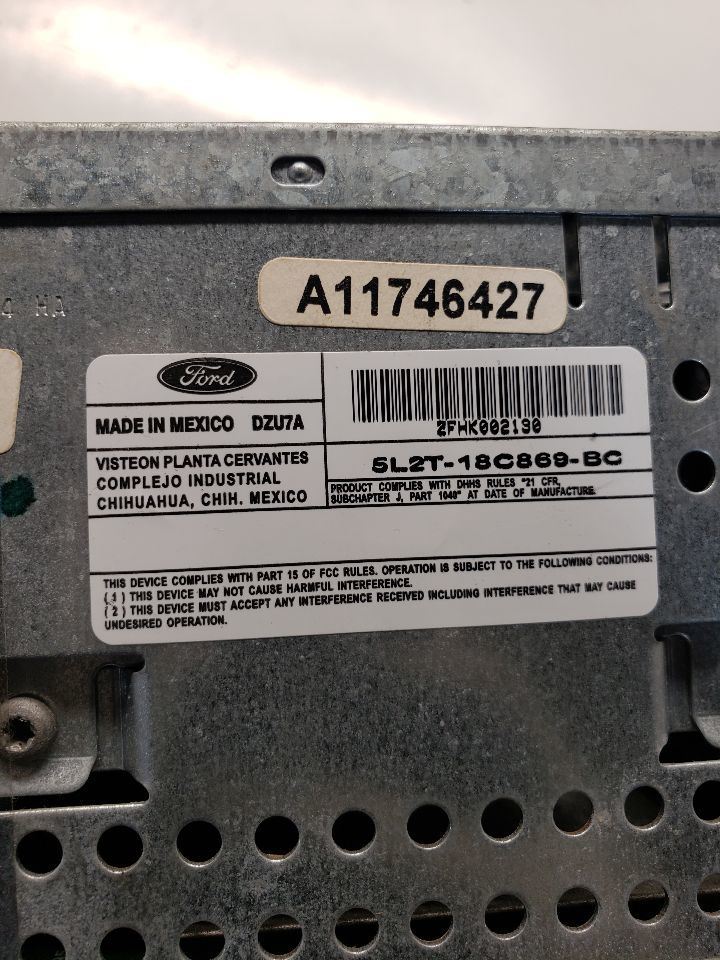 A11746427
4 HA
Ford
MADE IN MEXICO DZU7A
2FHK002130
VISTEON PLANTA CERVANTES
COMPLEJO INDUSTRIAL
CHIHUAHUA, CHIH. MEXICO
5L2T-18C869-BC
PRODUCT COMPLIES WITH DHHS RULES "21 CFR,
SUBCHAPTER J, PART 1040" AT DATE OF MANUFACTURE.
THIS DEVICE COMPLIES WITH PART 15 OF FCC RULES. OPERATION IS SUBJECT TO THE FOLLOWING CONDITIONS:
(1) THIS DEVICE MAY NOT CAUSE HARMFUL INTERFERENCE.
(2) THIS DEVICE MUST ACCEPT ANY INTERFERENCE RECEIVED INCLUDING INTERFERENCE THAT MAY CAUSE
UNDESIRED OPERATION.